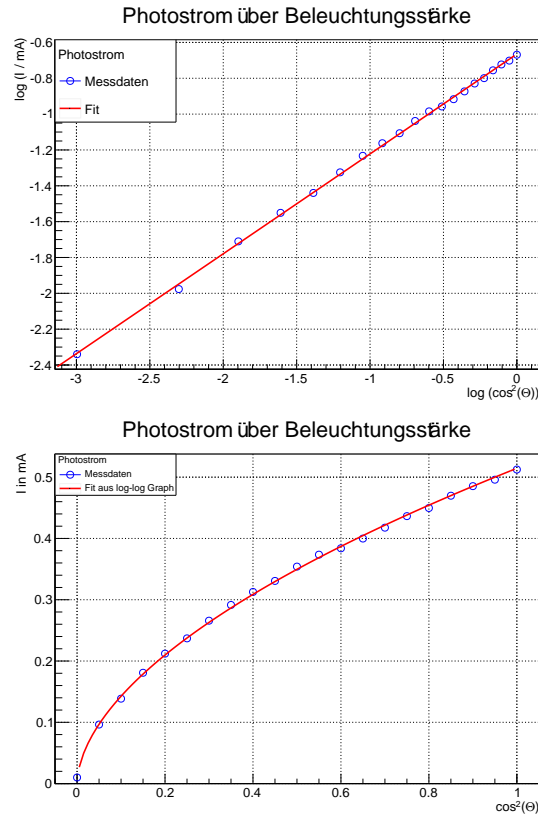 Photostrom über Beleuchtungsstärke
log (I / mA)
Photostrom
Messdaten
Fit
-0.6
-0.8
-1
-1.2
-1.4
-1.6
-1.8
-2
-2.2
-2.4
-3 -2.5 -2 -1.5 -1 -0.5 0
log (cos²(Θ))
Photostrom über Beleuchtungsstärke
I in mA
Photostrom
Messdaten
Fit aus log-log Graph
0.5
0.4
0.3
0.2
0.1
0
0 0.2 0.4 0.6 0.8 1
cos²(Θ)